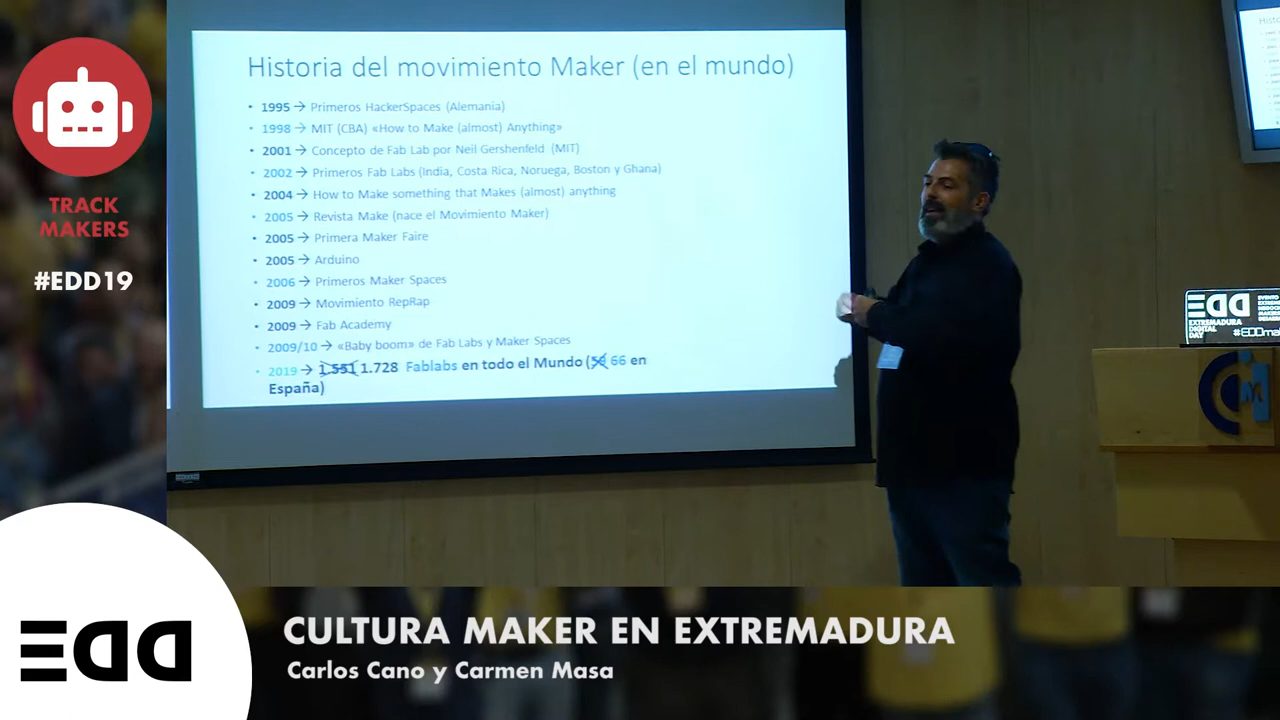 TRACK
MAKERS
#EDD19
Historia del movimiento Maker (en el mundo)
• 1995 → Primeros HackerSpaces (Alemania)
• 1998 → MIT (CBA) «How to Make (almost) Anything»
• 2001 → Concepto de Fab Lab por Neil Gershenfeld (MIT)
• 2002 → Primeros Fab Labs (India, Costa Rica, Noruega, Boston y Ghana)
• 2004 → How to Make something that Makes (almost) anything
• 2005 → Revista Make (nace el Movimiento Maker)
• 2005 → Primera Maker Faire
• 2005 → Arduino
• 2006 → Primeros Maker Spaces
• 2009 → Movimiento RepRap
• 2009 → Fab Academy
• 2009/10 → «Baby boom» de Fab Labs y Maker Spaces
• 2019 → 1.551 1.728 Fablabs en todo el Mundo ( 66 en
España)
EDD
EXTREMADURA
DIGITAL
DAY
EDD
CULTURA MAKER EN EXTREMADURA
Carlos Cano y Carmen Masa